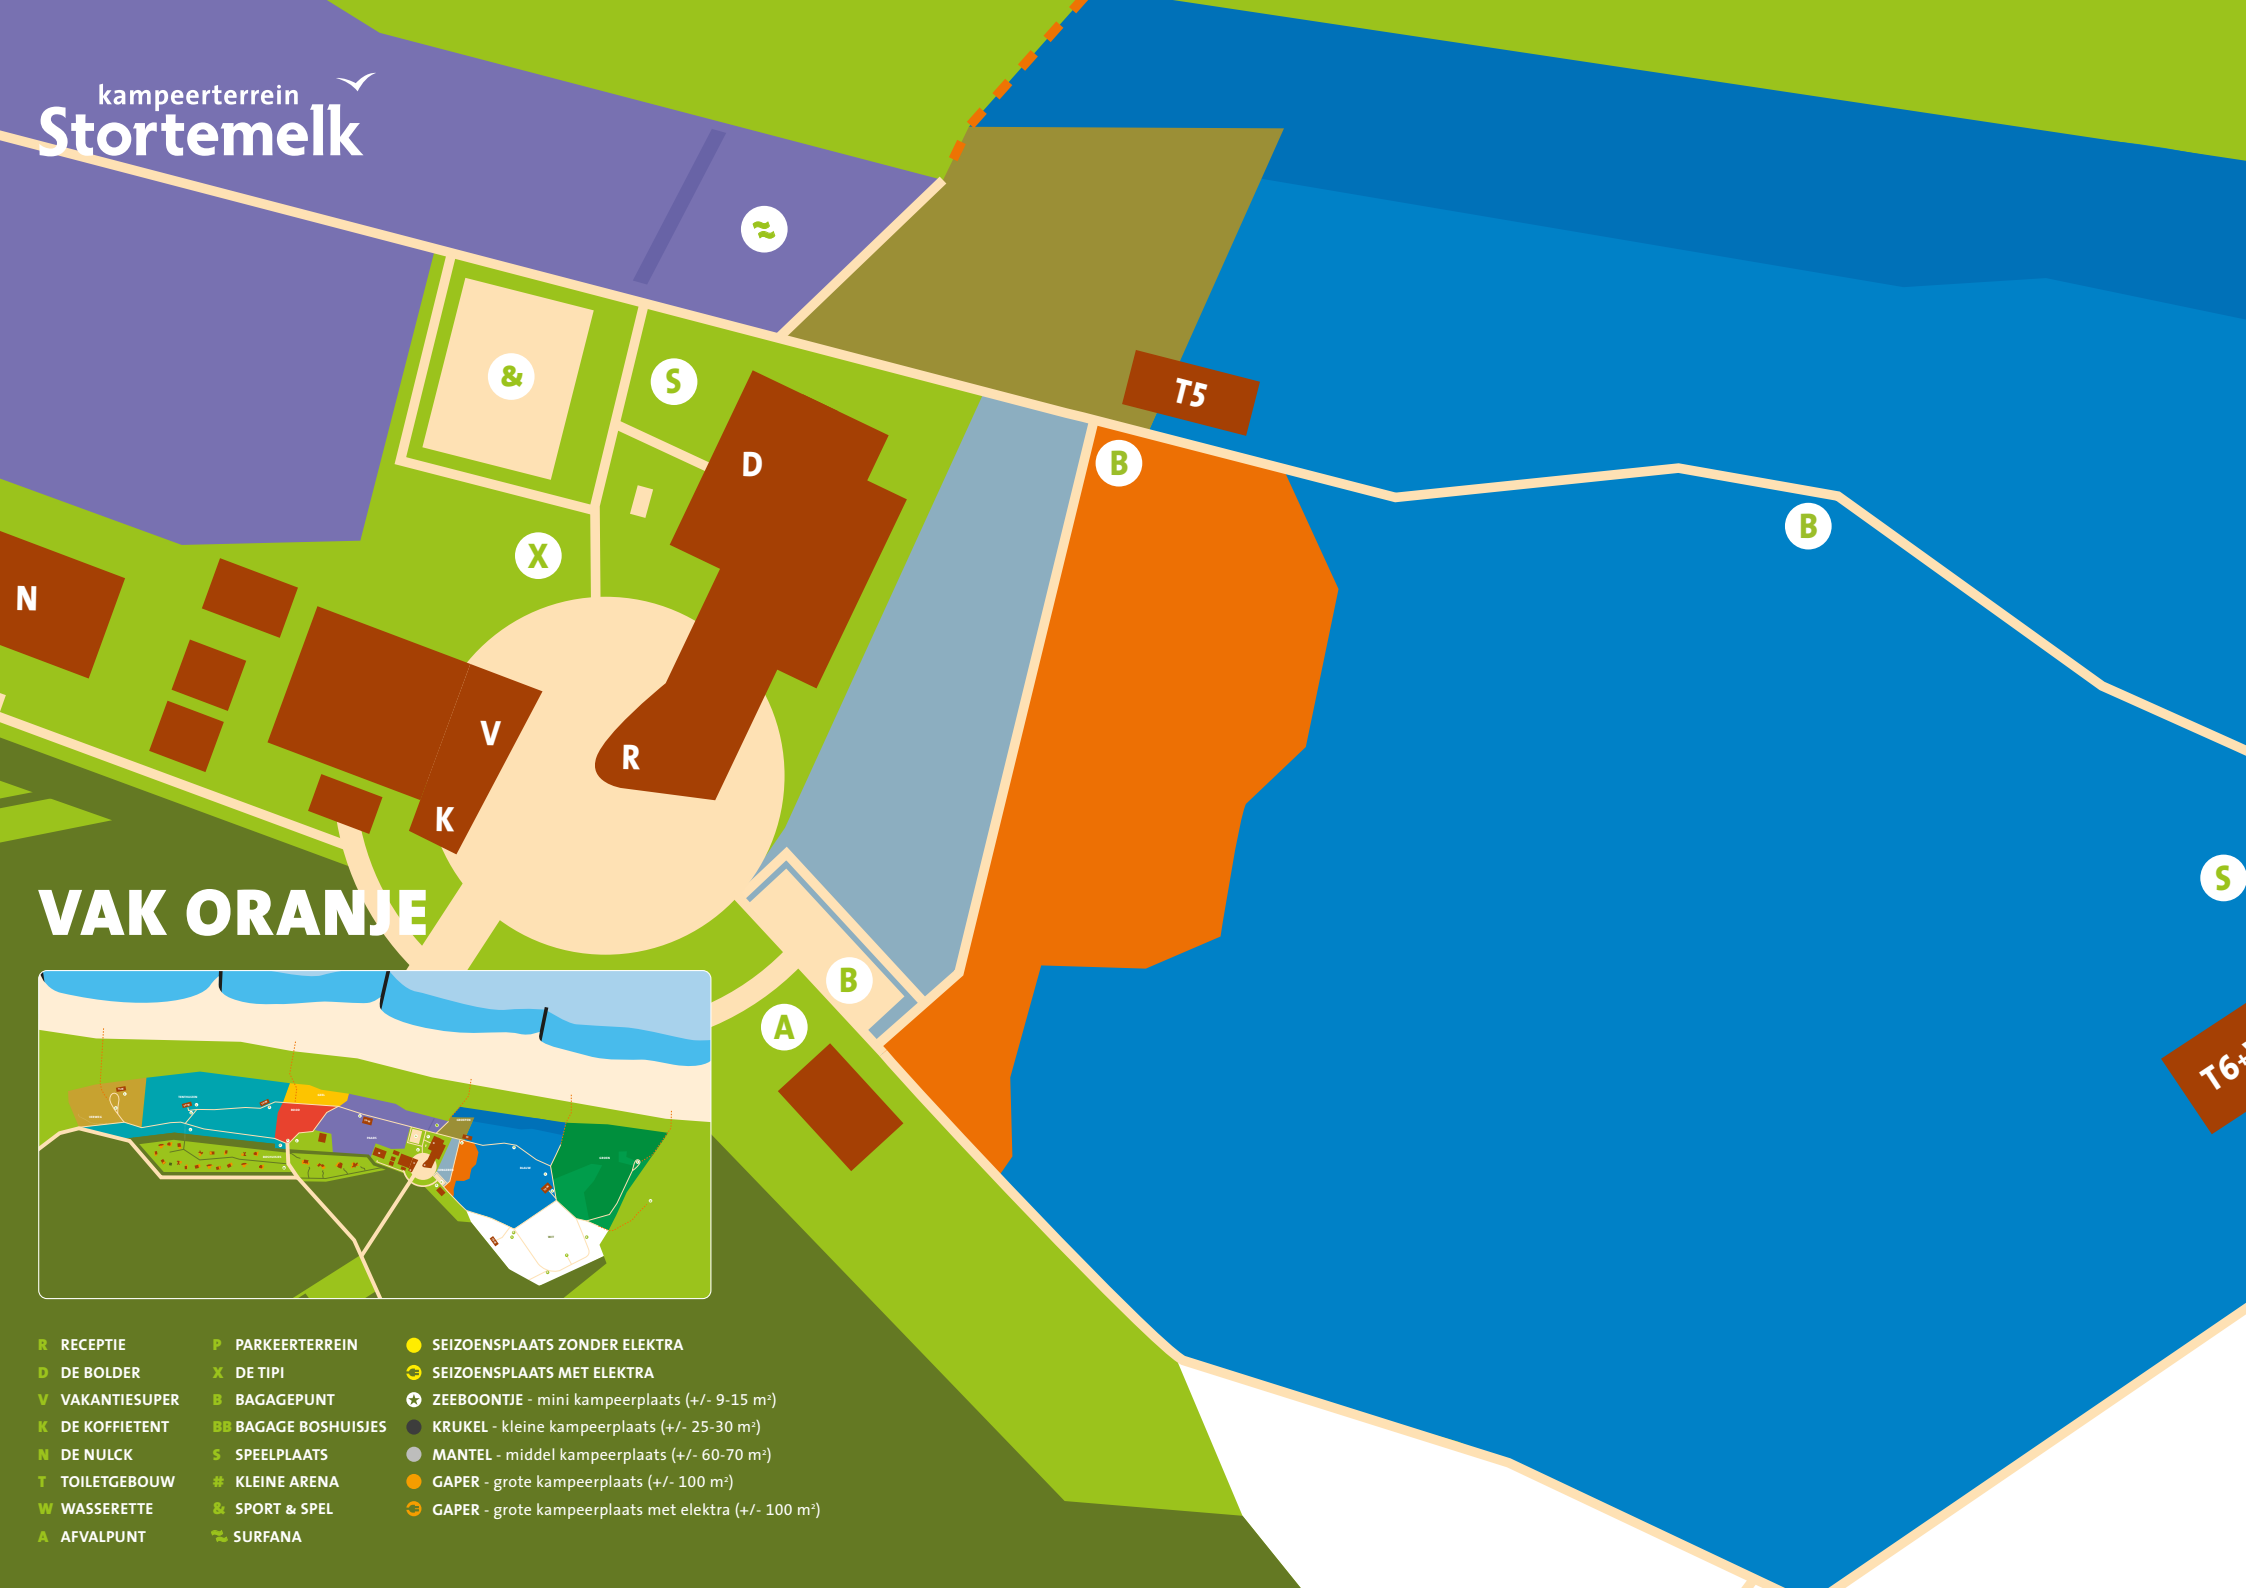 kampeerterrein
Stortemelk
&
S
T5
D
B
B
X
N
V
R
K
S
VAK ORANJE
B
A
T6+
R RECEPTIE
D DE BOLDER
V VAKANTIESUPER
K DE KOFFIETENT
N DE NULCK
T TOILETGEBOUW
W WASSERETTE
A AFVALPUNT
P PARKEERTERREIN
X DE TIPI
B BAGAGEPUNT
BB BAGAGE BOSHUISJES
S SPEELPLAATS
# KLEINE ARENA
& SPORT & SPEL
SURFANA
SEIZOENSPLAATS ZONDER ELEKTRA
SEIZOENSPLAATS MET ELEKTRA
ZEEBOONTJE - mini kampeerplaats (+/- 9-15 m²)
KRUKEL - kleine kampeerplaats (+/- 25-30 m²)
MANTEL - middel kampeerplaats (+/- 60-70 m²)
GAPER - grote kampeerplaats (+/- 100 m²)
GAPER - grote kampeerplaats met elektra (+/- 100 m²)